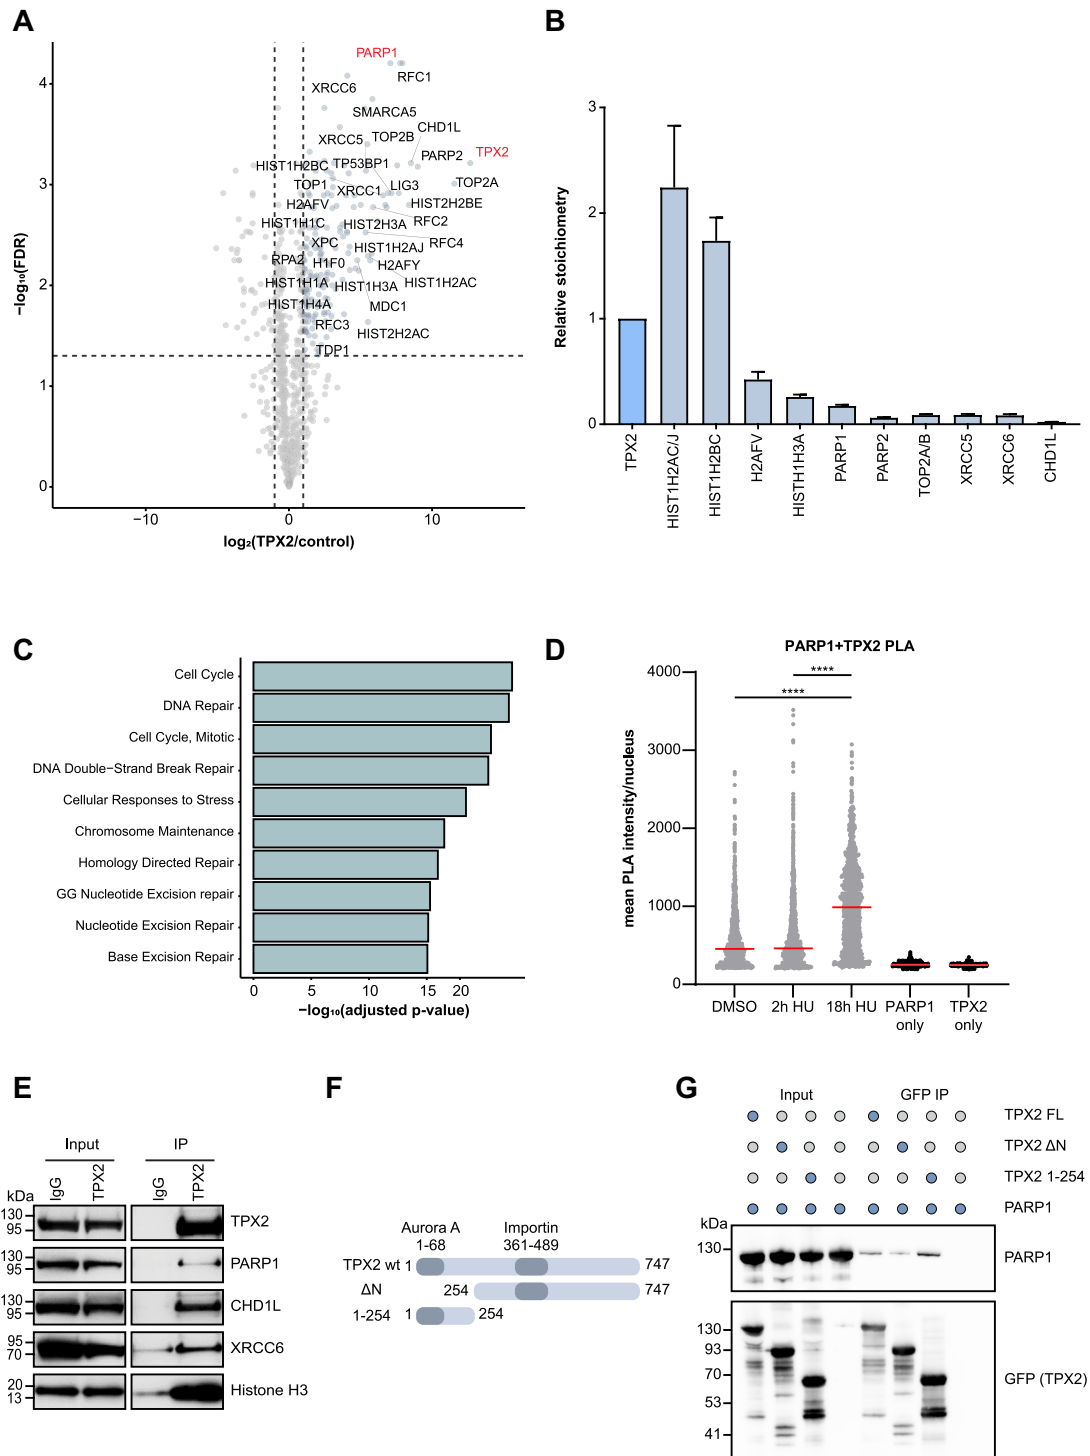 A
PARP1
RFC1
XRCC6
SMARCA5
CHD1L
XRCC5
TOP2B
PARP2
TPX2
HIST1H2BC
TP53BP1
TOP1
XRCC1
LIG3
TOP2A
H2AFV
HIST2H2BE
HIST1H1C
HIST2H3A
RFC2
XPC
HIST1H2AJ
RFC4
RPA2
H1F0
H2AFY
HIST1H1A
HIST1H3A
HIST1H2AC
HIST1H4A
MDC1
RFC3
HIST2H2AC
TDP1
4
3
2
1
0
−log₁₀(FDR)
−10
0
10
log₂(TPX2/control)
B
Relative stoichiometry
3
2
1
0
TPX2
HIST1H2AC/J
HIST1H2BC
H2AFV
HISTH1H3A
PARP1
PARP2
TOP2A/B
XRCC5
XRCC6
CHD1L
C
Cell Cycle
DNA Repair
Cell Cycle, Mitotic
DNA Double−Strand Break Repair
Cellular Responses to Stress
Chromosome Maintenance
Homology Directed Repair
GG Nucleotide Excision repair
Nucleotide Excision Repair
Base Excision Repair
0 5 10 15 20
−log₁₀(adjusted p-value)
D
PARP1+TPX2 PLA
****
****
mean PLA intensity/nucleus
4000
3000
2000
1000
0
DMSO
2h HU
18h HU
PARP1 only
TPX2 only
E
Input
IP
IgG
TPX2
IgG
TPX2
kDa
130
95
TPX2
130
95
PARP1
130
95
CHD1L
95
70
XRCC6
20
13
Histone H3
F
Aurora A
1-68
Importin
361-489
TPX2 wt 1
747
ΔN
254
747
1-254
1
254
G
Input
GFP IP
TPX2 FL
TPX2 ΔN
TPX2 1-254
PARP1
kDa
130
PARP1
130
93
70
53
41
GFP (TPX2)